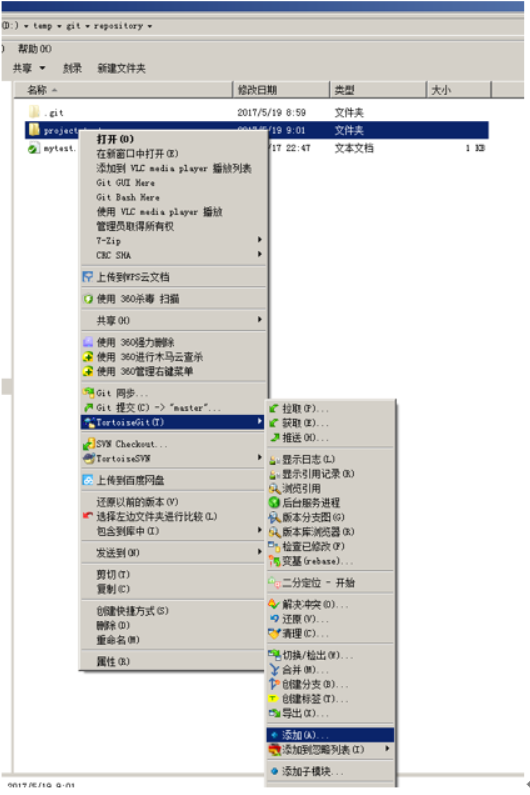 (D:) ▾ temp ▾ git ▾ repository ▾
) 帮助(H)
共享 ▾ 刻录 新建文件夹
名称 修改日期 类型 大小
.git 2017/5/19 8:59 文件夹
project 2017/5/19 9:01 文件夹
mytest. /17 22:47 文本文档 1 KB
打开(O)
在新窗口中打开(E)
添加到 VLC media player 播放列表
Git GUI Here
Git Bash Here
使用 VLC media player 播放
管理员取得所有权
7-Zip
CRC SHA
上传到WPS云文档
使用 360杀毒 扫描
共享(H)
使用 360强力删除
使用 360进行木马云查杀
使用 360管理右键菜单
Git 同步...
Git 提交(C) -> "master"...
TortoiseGit(T)
SVN Checkout...
TortoiseSVN
上传到百度网盘
还原以前的版本(V)
选择左边文件夹进行比较(L)
包含到库中(I)
发送到(N)
剪切(T)
复制(C)
创建快捷方式(S)
删除(D)
重命名(M)
属性(R)
拉取(P)...
获取(E)...
推送(H)...
显示日志(L)
显示引用记录(R)
浏览引用
后台服务进程
版本分支图(G)
版本库浏览器(R)
检查已修改(F)
变基(rebase)...
二分定位 - 开始
解决冲突(O)...
还原(V)...
清理(C)...
切换/检出(W)...
合并(M)...
创建分支(B)...
创建标签(T)...
导出(X)...
添加(A)...
添加到忽略列表(I)
添加子模块...
2017/5/19 9:01